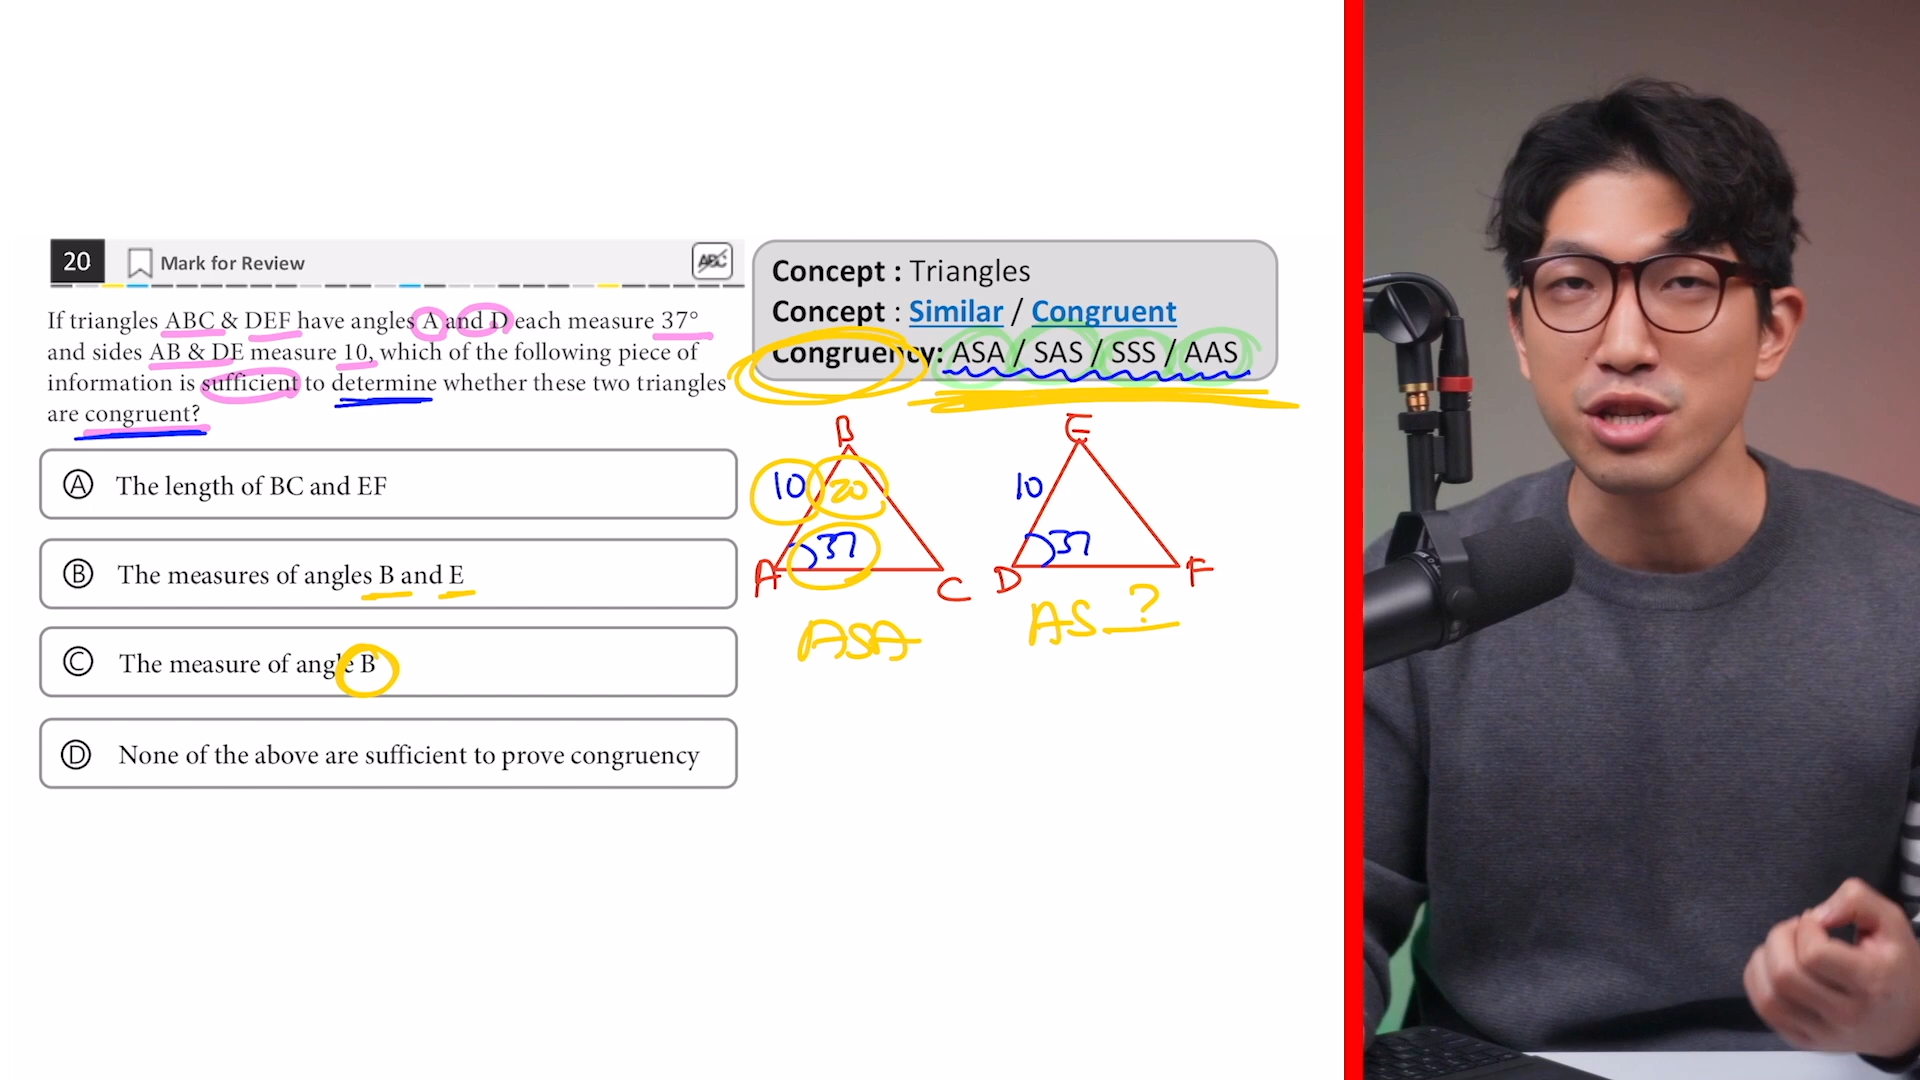 20 Mark for Review ABC
If triangles ABC & DEF have angles A and D each measure 37°
and sides AB & DE measure 10, which of the following piece of
information is sufficient to determine whether these two triangles
are congruent?
A The length of BC and EF
B The measures of angles B and E
C The measure of angle B
D None of the above are sufficient to prove congruency
Concept : Triangles
Concept : Similar / Congruent
Congruency: ASA / SAS / SSS / AAS
B
10 20
37
A C
ASA
E
10
37
D F
AS ?